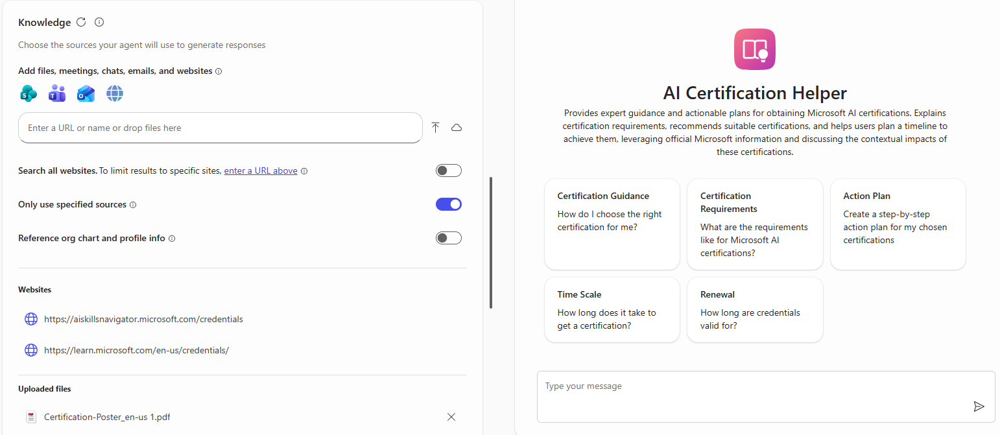 Knowledge
Choose the sources your agent will use to generate responses
Add files, meetings, chats, emails, and websites
Enter a URL or name or drop files here
Search all websites. To limit results to specific sites, enter a URL above
Only use specified sources
Reference org chart and profile info
Websites
https://aiskillsnavigator.microsoft.com/credentials
https://learn.microsoft.com/en-us/credentials/
Uploaded files
Certification-Poster_en-us 1.pdf
AI Certification Helper
Provides expert guidance and actionable plans for obtaining Microsoft AI certifications. Explains
certification requirements, recommends suitable certifications, and helps users plan a timeline to
achieve them, leveraging official Microsoft information and discussing the contextual impacts of
these certifications.
Certification Guidance
How do I choose the right
certification for me?
Certification
Requirements
What are the requirements
like for Microsoft AI
certifications?
Action Plan
Create a step-by-step
action plan for my chosen
certifications
Time Scale
How long does it take to
get a certification?
Renewal
How long are credentials
valid for?
Type your message